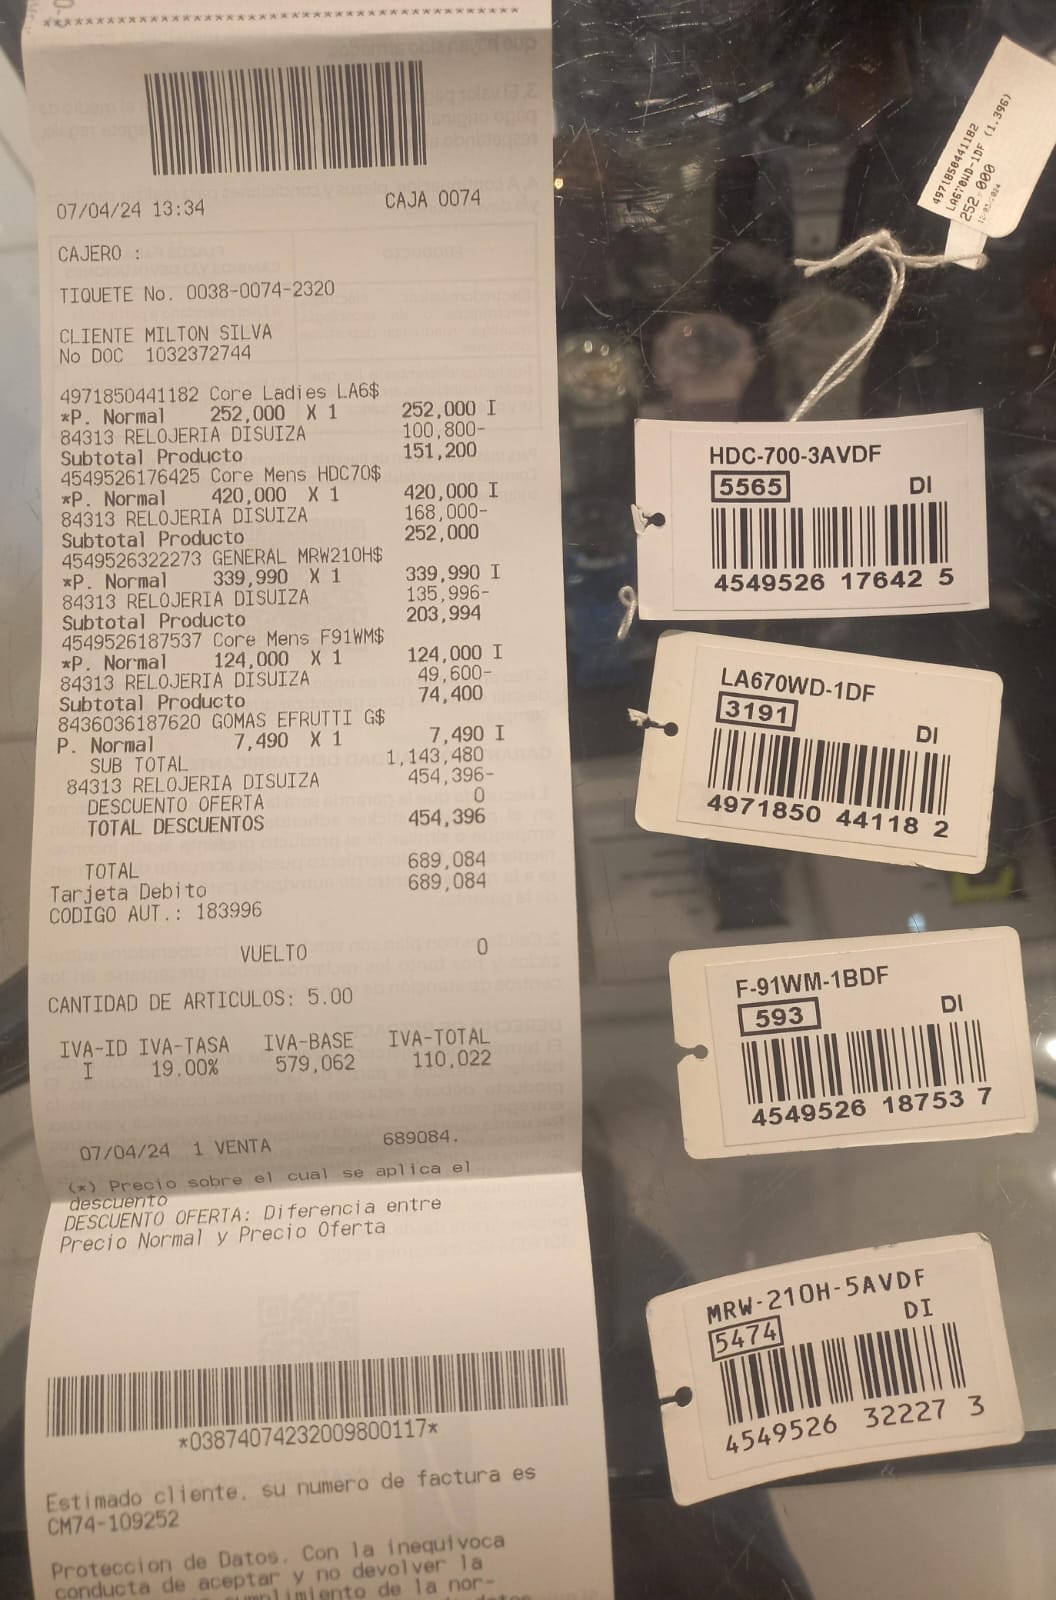 ************************************************
07/04/24 13:34 CAJA 0074
CAJERO :
TIQUETE No. 0038-0074-2320
CLIENTE MILTON SILVA
No DOC 1032372744
4971850441182 Core Ladies LA6$
*P. Normal 252,000 X 1 252,000 I
84313 RELOJERIA DISUIZA 100,800-
Subtotal Producto 151,200
4549526176425 Core Mens HDC70$
*P. Normal 420,000 X 1 420,000 I
84313 RELOJERIA DISUIZA 168,000-
Subtotal Producto 252,000
4549526322273 GENERAL MRW210H$
*P. Normal 339,990 X 1 339,990 I
84313 RELOJERIA DISUIZA 135,996-
Subtotal Producto 203,994
4549526187537 Core Mens F91WM$
*P. Normal 124,000 X 1 124,000 I
84313 RELOJERIA DISUIZA 49,600-
Subtotal Producto 74,400
8436036187620 GOMAS EFRUTTI G$
P. Normal 7,490 X 1 7,490 I
SUB TOTAL 1,143,480
84313 RELOJERIA DISUIZA 454,396-
DESCUENTO OFERTA 0
TOTAL DESCUENTOS 454,396
TOTAL 689,084
Tarjeta Debito 689,084
CODIGO AUT.: 183996
VUELTO 0
CANTIDAD DE ARTICULOS: 5.00
IVA-ID IVA-TASA IVA-BASE IVA-TOTAL
I 19.00% 579,062 110,022
07/04/24 1 VENTA 689084.
(*) Precio sobre el cual se aplica el
descuento
DESCUENTO OFERTA: Diferencia entre
Precio Normal y Precio Oferta
*03874074232009800117*
Estimado cliente, su numero de factura es
CM74-109252
Proteccion de Datos. Con la inequivoca
conducta de aceptar y no devolver la
cumplimiento de la nor-
4971850441182
LA670WD-1DF (1.396)
252.000
HDC-700-3AVDF
5565 DI
4549526 17642 5
LA670WD-1DF
3191 DI
4971850 44118 2
F-91WM-1BDF
593 DI
4549526 18753 7
MRW-210H-5AVDF
5474 DI
4549526 32227 3